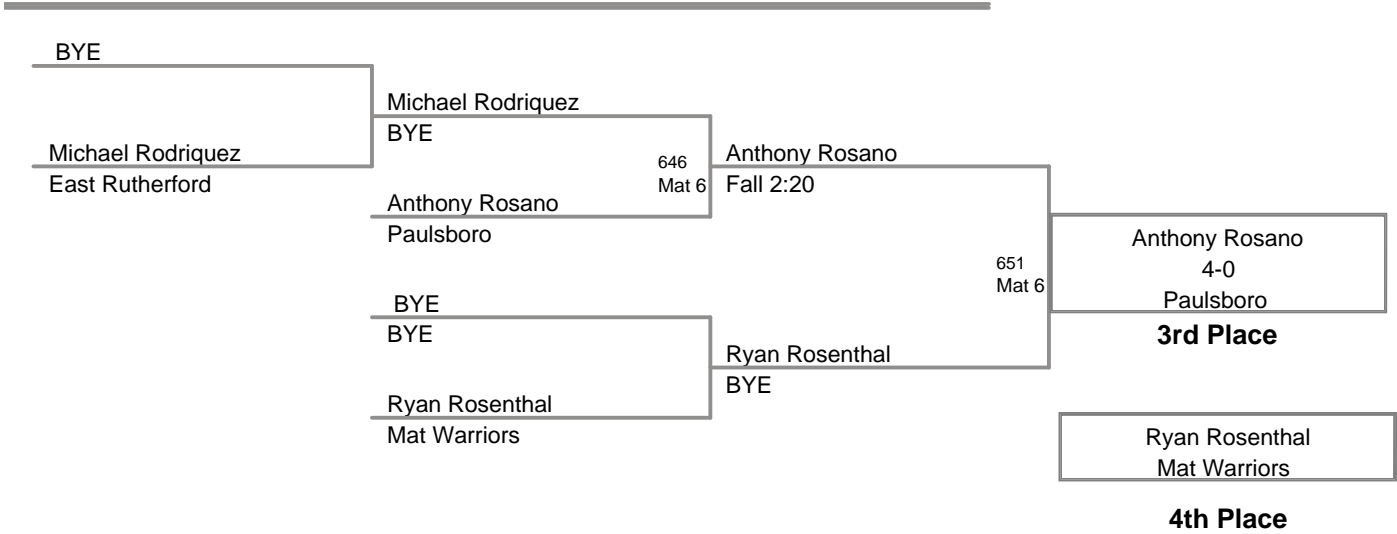 BYE
Michael Rodriquez
East Rutherford
Michael Rodriquez
BYE
646
Mat 6
Anthony Rosano
Paulsboro
BYE
BYE
Ryan Rosenthal
Mat Warriors
Anthony Rosano
Fall 2:20
651
Mat 6
Ryan Rosenthal
BYE
Anthony Rosano
4-0
Paulsboro
3rd Place
Ryan Rosenthal
Mat Warriors
4th Place